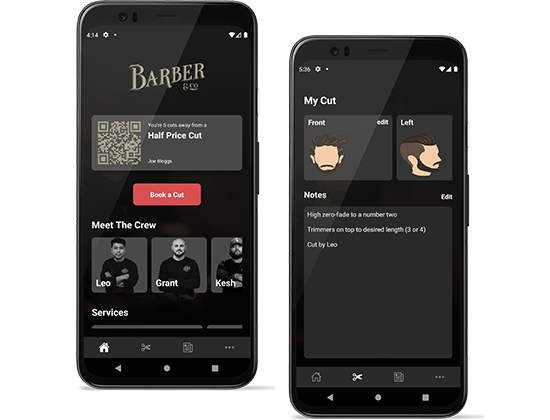 4:14
BARBER
& CO
You're 5 cuts away from a
Half Price Cut
Joe Bloggs
Book a Cut
Meet The Crew
Leo
Grant
Kesh
Services
5:36
My Cut
Front
edit
Left
Notes
Edit
High zero-fade to a number two
Trimmers on top to desired length (3 or 4)
Cut by Leo